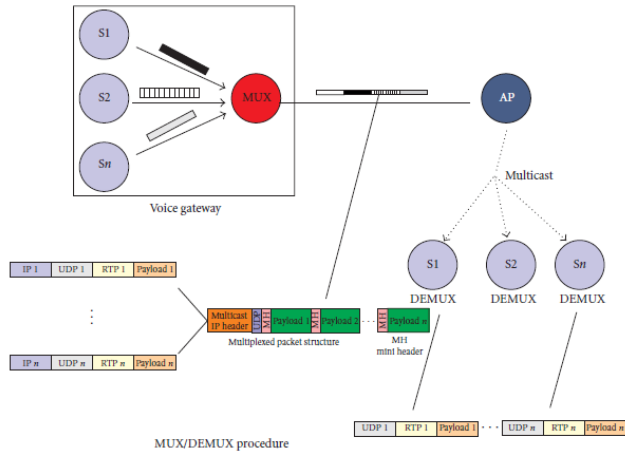 S1
S2
Sn
MUX
Voice gateway
AP
Multicast
S1
S2
Sn
DEMUX
DEMUX
DEMUX
IP 1
UDP 1
RTP 1
Payload 1
IP n
UDP n
RTP n
Payload n
Multicast
IP header
UDP
MH
Payload 1
MH
Payload 2
MH
Payload n
Multiplexed packet structure
MH
mini header
UDP 1
RTP 1
Payload 1
UDP n
RTP n
Payload n
MUX/DEMUX procedure